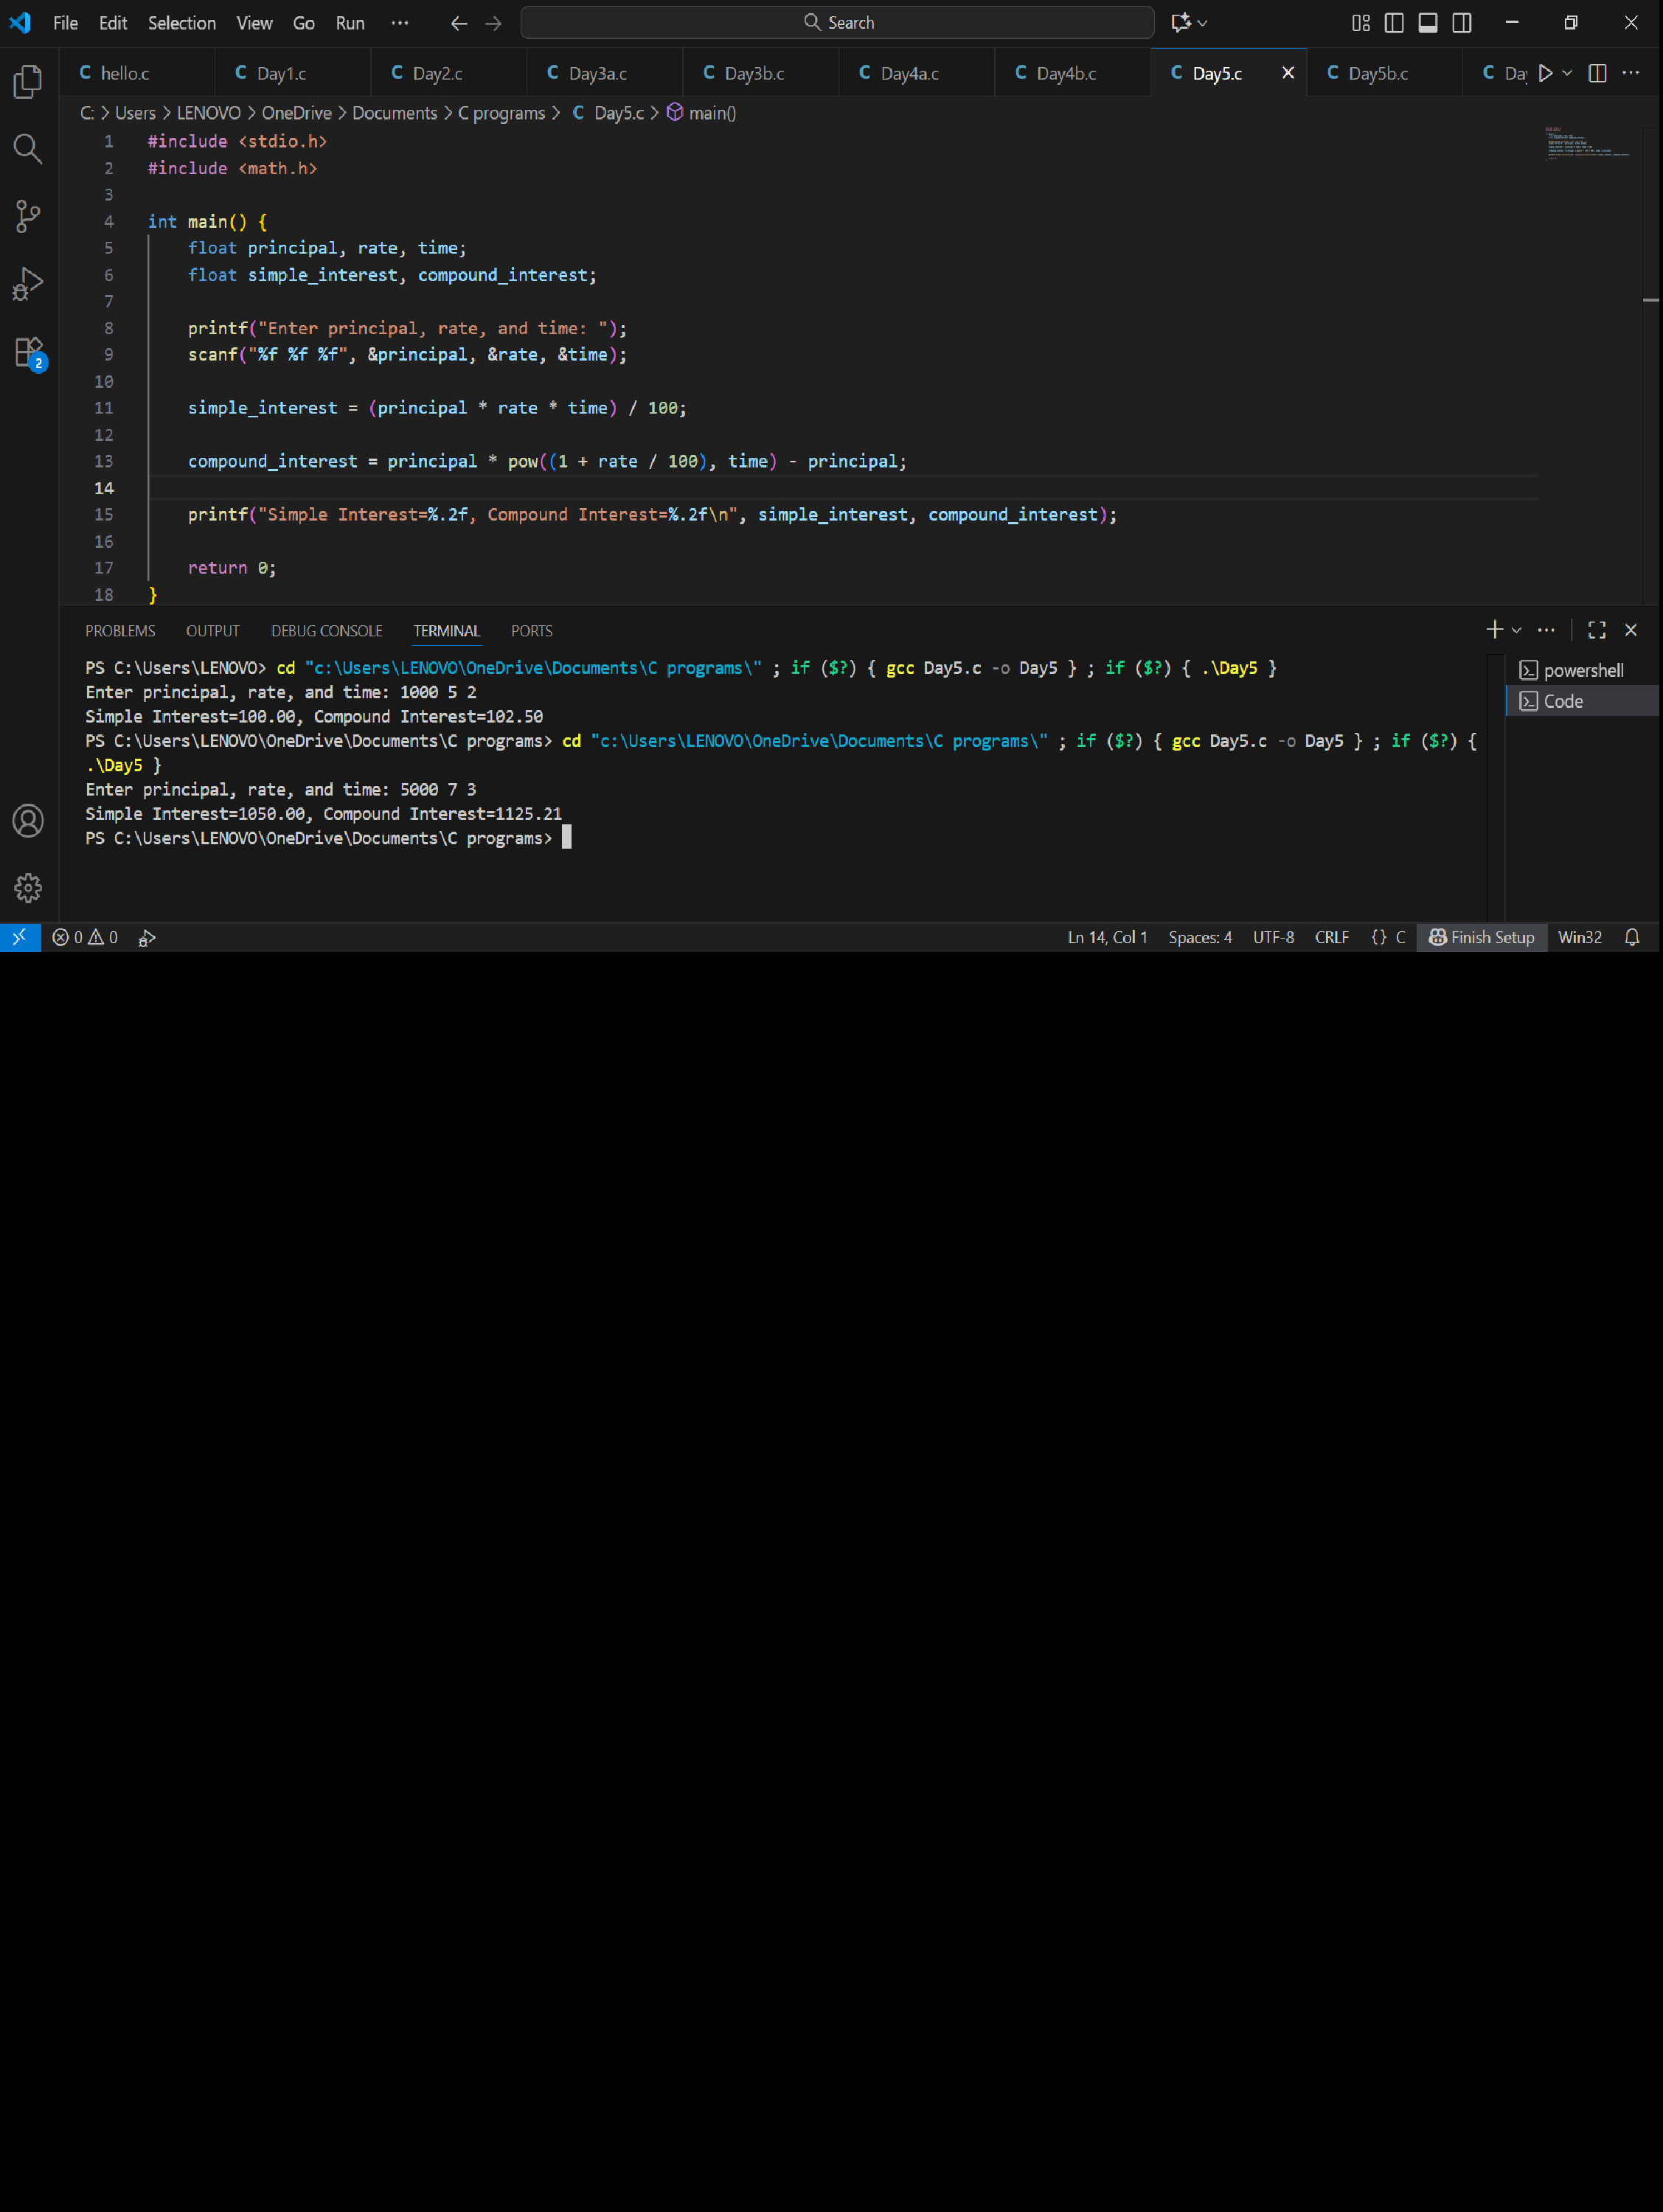 File Edit Selection View Go Run ··· Search
hello.c Day1.c Day2.c Day3a.c Day3b.c Day4a.c Day4b.c Day5.c Day5b.c Day
C: > Users > LENOVO > OneDrive > Documents > C programs > C Day5.c > main()
1 #include <stdio.h>
2 #include <math.h>
3
4 int main() {
5 float principal, rate, time;
6 float simple_interest, compound_interest;
7
8 printf("Enter principal, rate, and time: ");
9 scanf("%f %f %f", &principal, &rate, &time);
10
11 simple_interest = (principal * rate * time) / 100;
12
13 compound_interest = principal * pow((1 + rate / 100), time) - principal;
14
15 printf("Simple Interest=%.2f, Compound Interest=%.2f\n", simple_interest, compound_interest);
16
17 return 0;
18 }
2
PROBLEMS OUTPUT DEBUG CONSOLE TERMINAL PORTS
PS C:\Users\LENOVO> cd "c:\Users\LENOVO\OneDrive\Documents\C programs\" ; if ($?) { gcc Day5.c -o Day5 } ; if ($?) { .\Day5 }
Enter principal, rate, and time: 1000 5 2
Simple Interest=100.00, Compound Interest=102.50
PS C:\Users\LENOVO\OneDrive\Documents\C programs> cd "c:\Users\LENOVO\OneDrive\Documents\C programs\" ; if ($?) { gcc Day5.c -o Day5 } ; if ($?) {
.\Day5 }
Enter principal, rate, and time: 5000 7 3
Simple Interest=1050.00, Compound Interest=1125.21
PS C:\Users\LENOVO\OneDrive\Documents\C programs>
powershell
Code
0 0 Ln 14, Col 1 Spaces: 4 UTF-8 CRLF {} C Finish Setup Win32